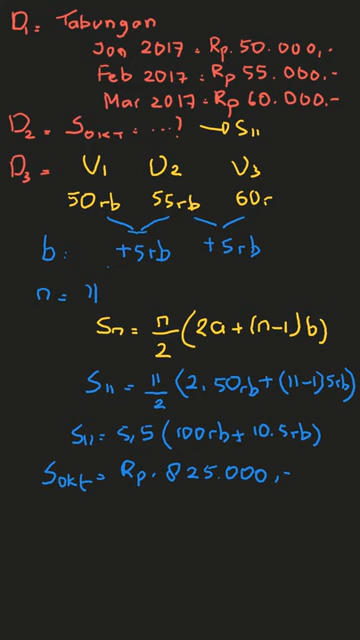 D1 = Tabungan
Jan 2017 = Rp. 50.000,-
Feb 2017 = Rp 55.000.-
Mar 2017 = Rp 60.000.-
D2 = SOKT = ...? → S11
D3 = U1 U2 U3
50rb 55rb 60r
b: +5rb +5rb
n = 11
Sn = n/2 (2a + (n-1) b)
S11 = 11/2 (2. 50rb + (11-1) 5rb)
S11 = 5,5 (100rb + 10.5rb)
SOKT = Rp. 825.000,-